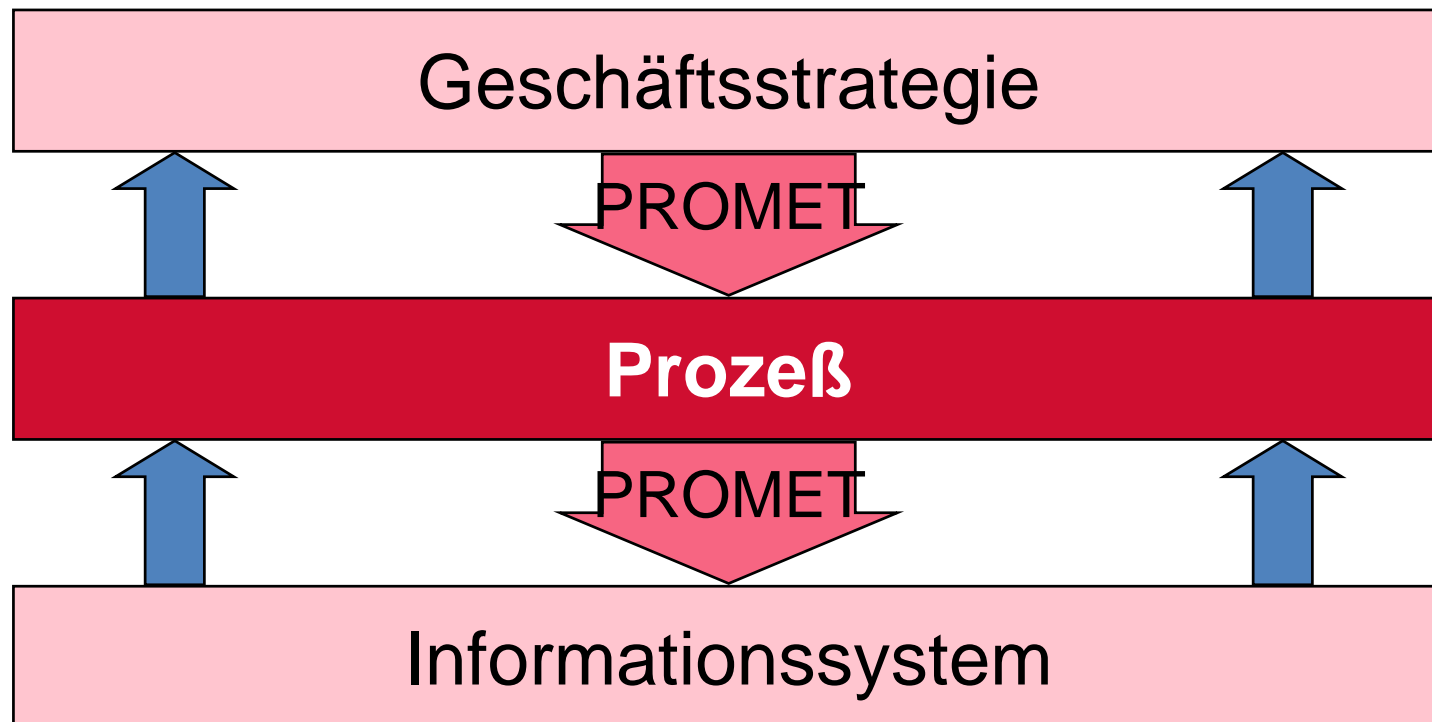 Geschäftsstrategie
PROMET
Prozeß
PROMET
Informationssystem